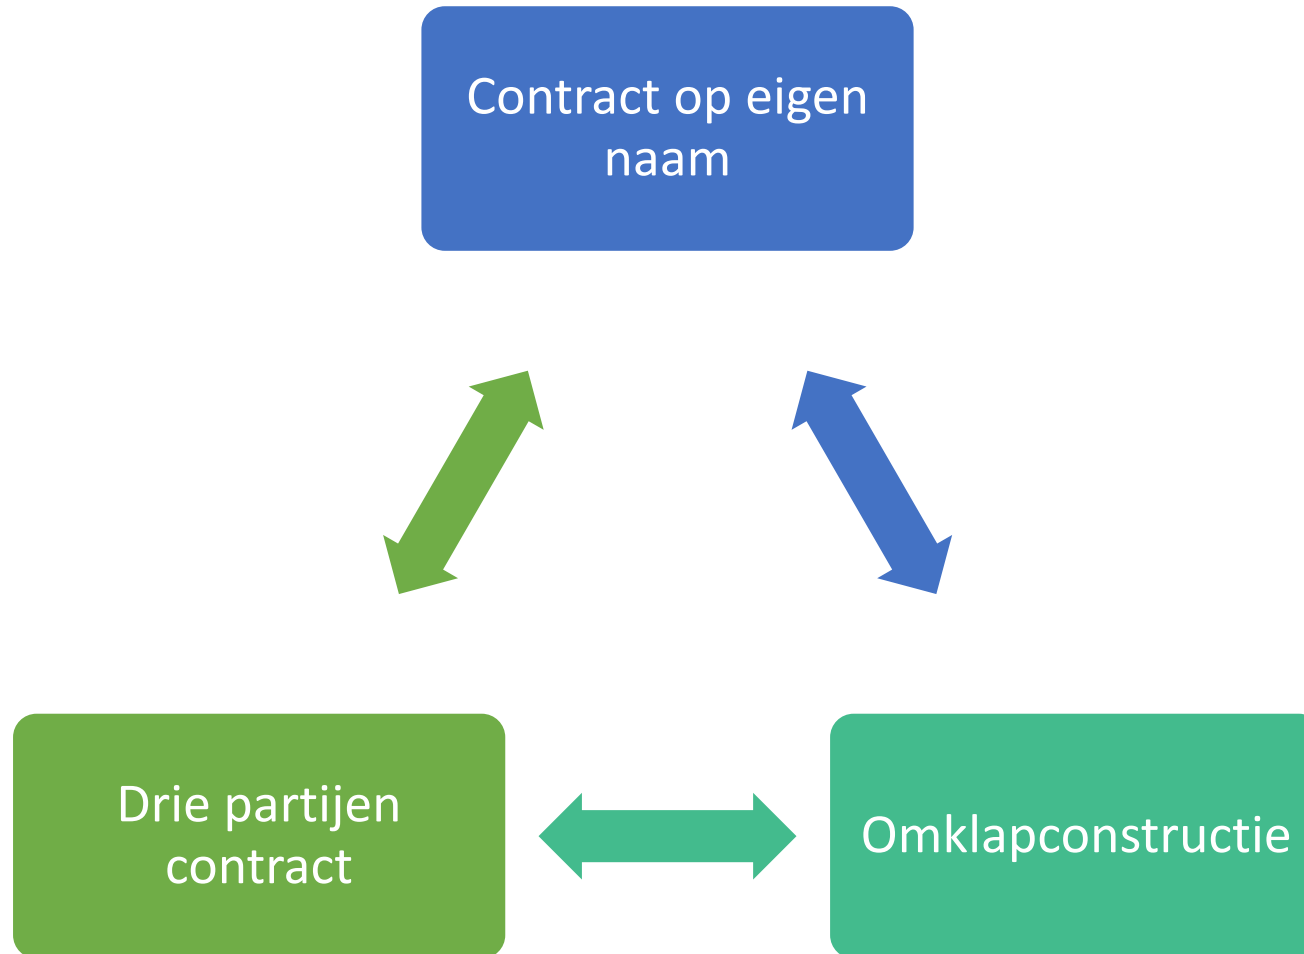 Contract op eigen
naam
Drie partijen
contract
Omklapconstructie